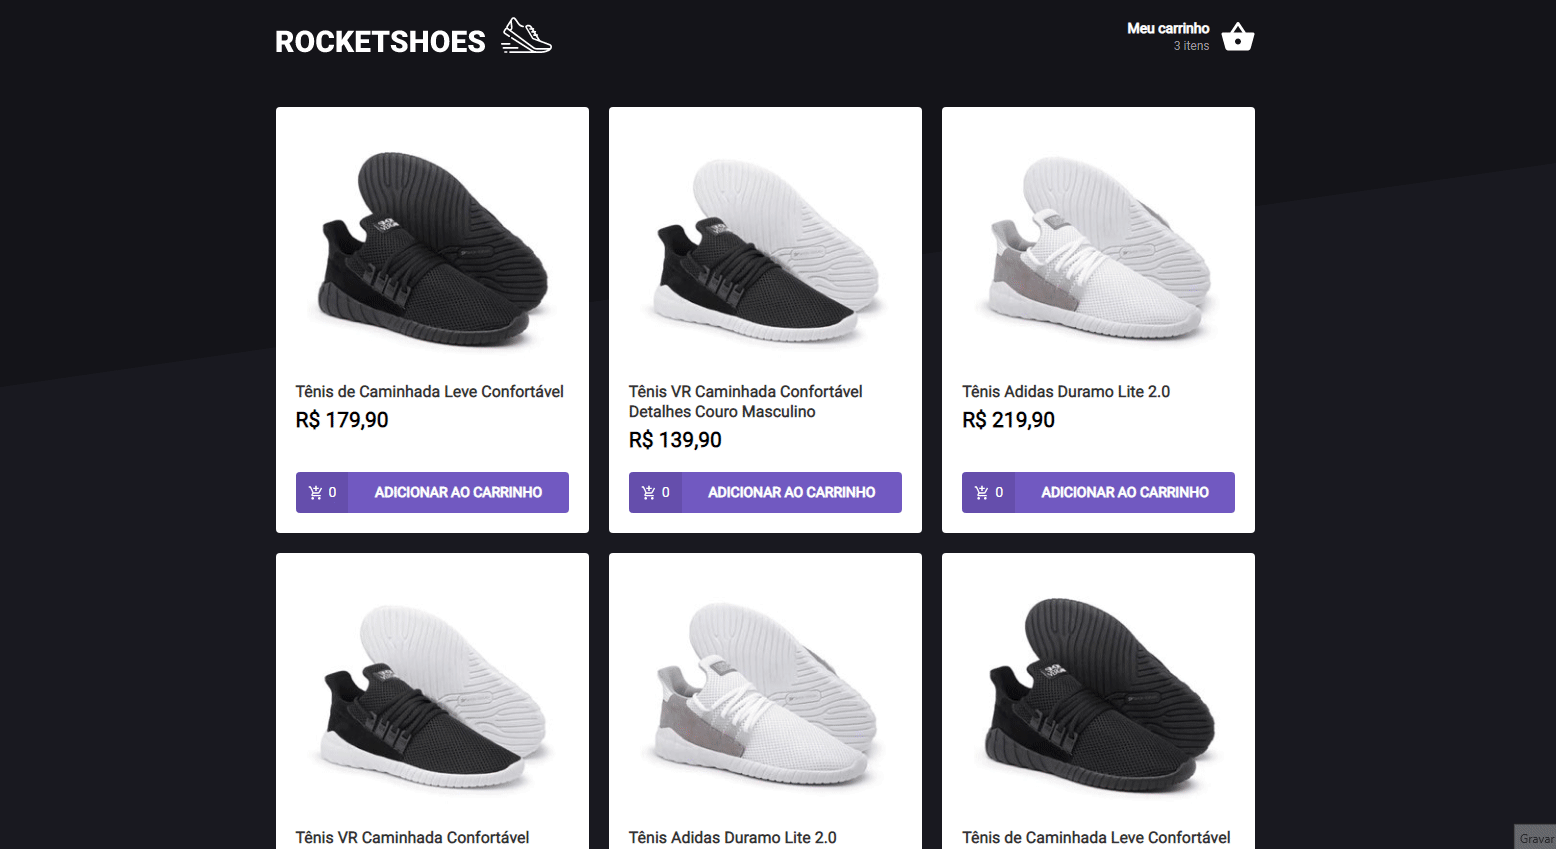 ROCKETSHOES
Meu carrinho
3 itens
Tênis de Caminhada Leve Confortável
R$ 179,90
0 ADICIONAR AO CARRINHO
Tênis VR Caminhada Confortável
Detalhes Couro Masculino
R$ 139,90
0 ADICIONAR AO CARRINHO
Tênis Adidas Duramo Lite 2.0
R$ 219,90
0 ADICIONAR AO CARRINHO
Tênis VR Caminhada Confortável
Tênis Adidas Duramo Lite 2.0
Tênis de Caminhada Leve Confortável
Gravar